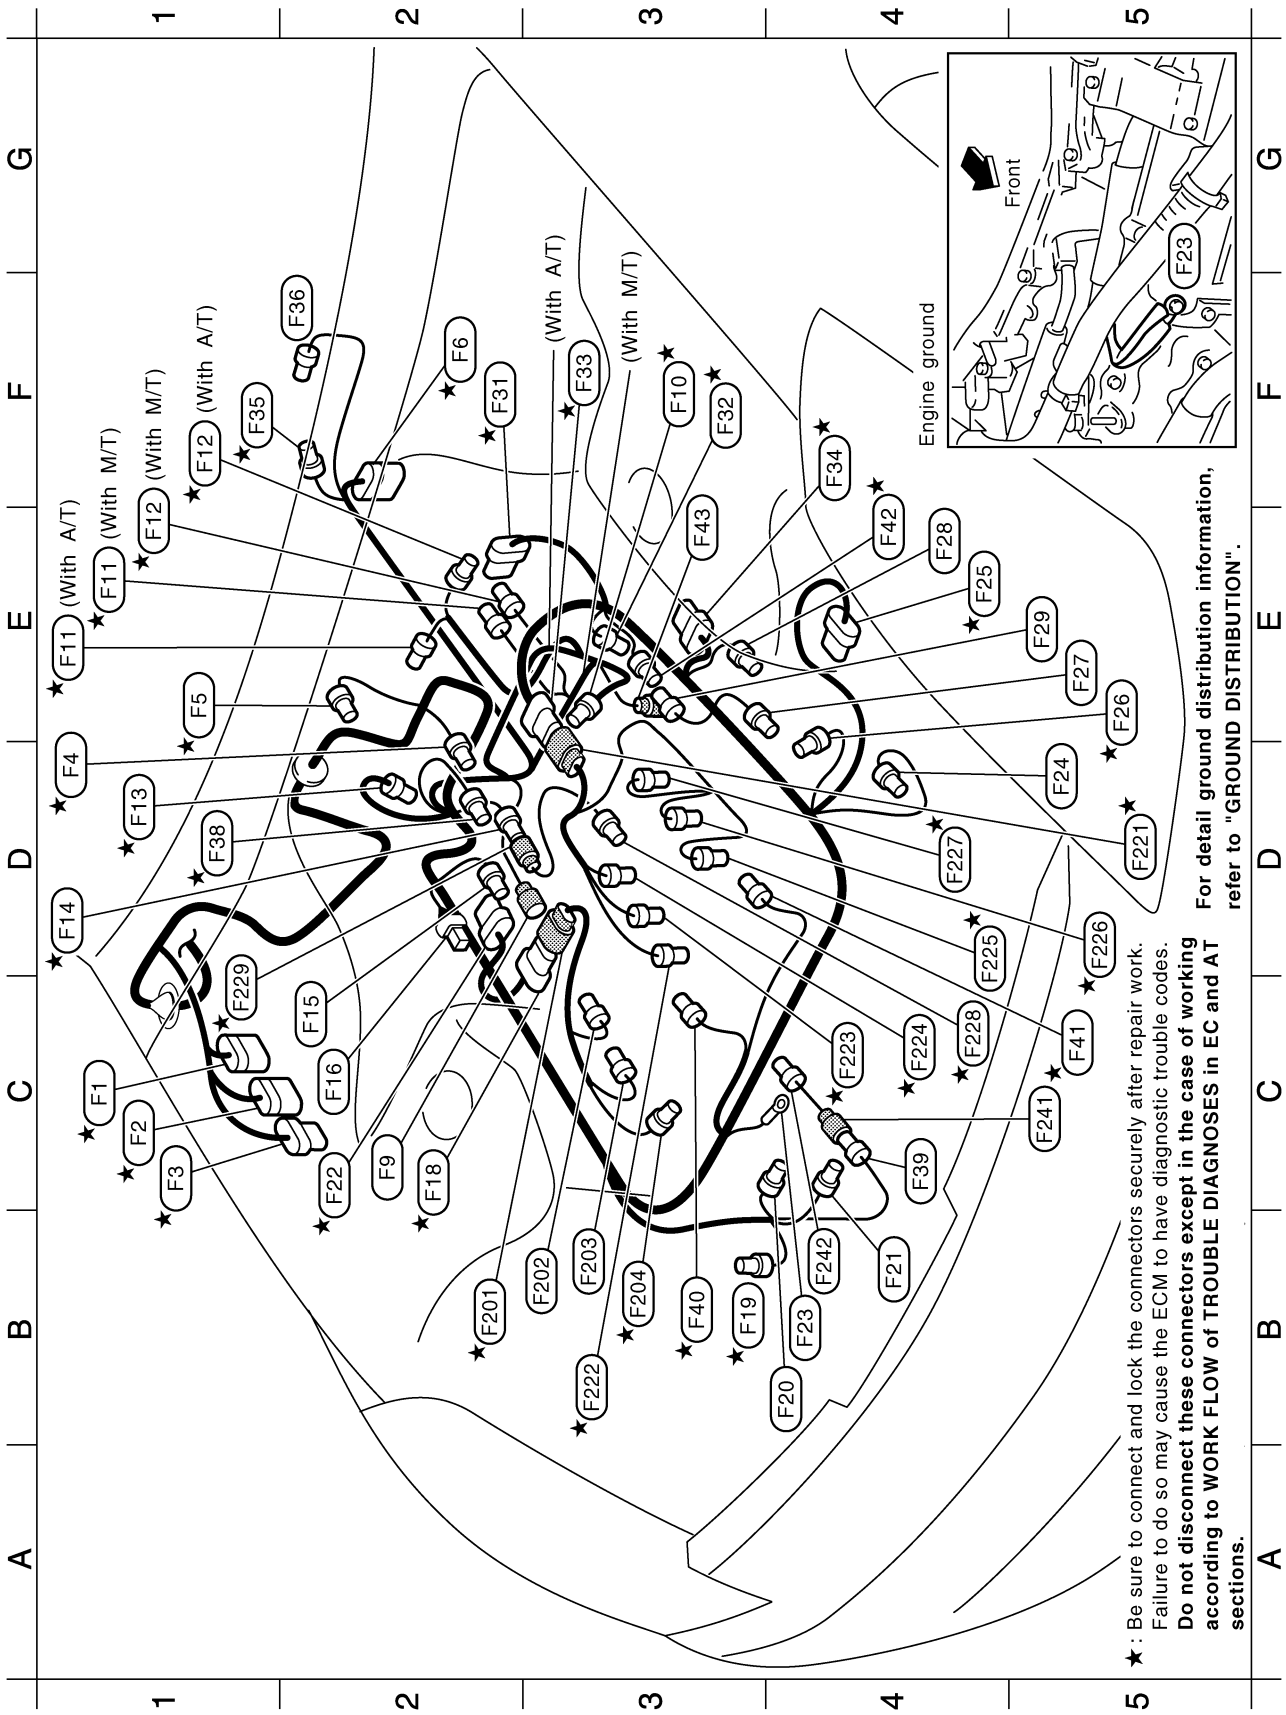 1
2
3
4
5
G
F
E
D
C
B
A
G
F
E
D
C
B
A
1
2
3
4
5
★ F11 (With A/T)
★ F11 (With M/T)
★ F12 (With M/T)
★ F12 (With A/T)
★ F35
F36
★ F6
★ F31
(With A/T)
★ F33
(With M/T)
★ F10
★ F32
F43
★ F34
★ F42
F28
★ F25
F29
F27
★ F26
F24
★ F221
★ F227
★ F226
★ F225
F41 ★
★ F228
★ F224
★ F223
F241
F39
F21
F242
F23
F20
★ F19
★ F40
★ F204
★ F222
F203
F202
★ F201
★ F18
F9
★ F22
F16
F15
★ F229
★ F3
★ F2
★ F1
★ F14
★ F38
★ F13
★ F4
★ F5
Engine ground
Front
F23
For detail ground distribution information,
refer to "GROUND DISTRIBUTION".
★ : Be sure to connect and lock the connectors securely after repair work.
Failure to do so may cause the ECM to have diagnostic trouble codes.
Do not disconnect these connectors except in the case of working
according to WORK FLOW of TROUBLE DIAGNOSES in EC and AT
sections.